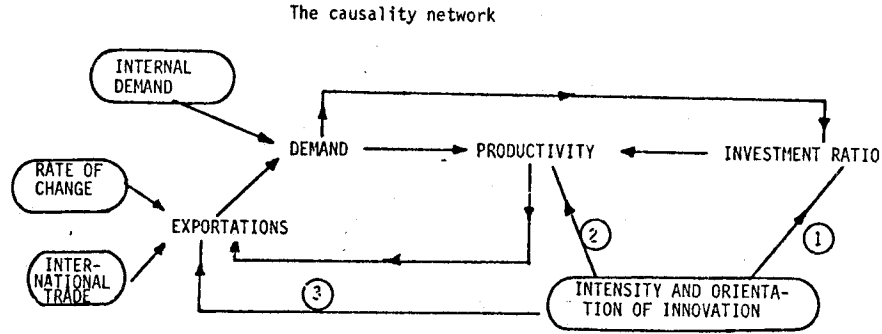 The causality network
INTERNAL
DEMAND
DEMAND
PRODUCTIVITY
INVESTMENT RATIO
RATE OF
CHANGE
EXPORTATIONS
2
1
INTER-
NATIONAL
TRADE
3
INTENSITY AND ORIENTA-
TION OF INNOVATION